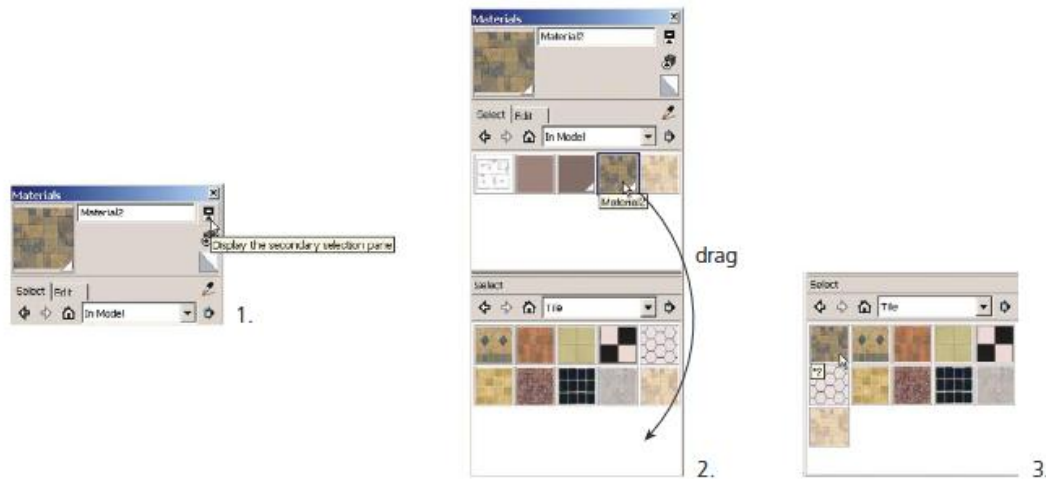 Materials
Material2
Display the secondary selection pane
Select Edit
In Model
1.
Materials
Material2
Select Edit
In Model
Material2
drag
Select
Tile
2.
Select
Tile
3.